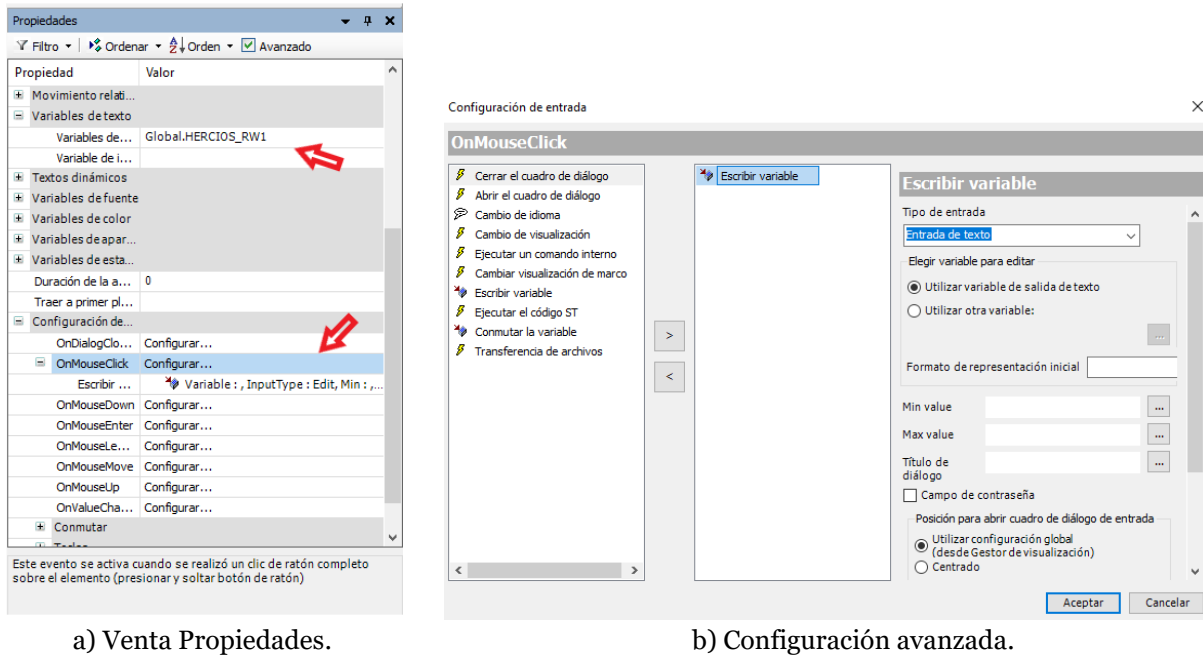 Propiedades
Filtro Ordenar Orden Avanzado
Propiedad Valor
Movimiento relati...
Variables de texto
Variables de... Global.HERCIOS_RW1
Variable de i...
Textos dinámicos
Variables de fuente
Variables de color
Variables de apar...
Variables de esta...
Duración de la a... 0
Traer a primer pl...
Configuración de...
OnDialogClo... Configurar...
OnMouseClick Configurar...
Escribir ... Variable : , InputType : Edit, Min : ,...
OnMouseDown Configurar...
OnMouseEnter Configurar...
OnMouseLe... Configurar...
OnMouseMove Configurar...
OnMouseUp Configurar...
OnValueCha... Configurar...
Conmutar
Este evento se activa cuando se realizó un clic de ratón completo
sobre el elemento (presionar y soltar botón de ratón)
a) Venta Propiedades.
Configuración de entrada
OnMouseClick
Cerrar el cuadro de diálogo
Abrir el cuadro de diálogo
Cambio de idioma
Cambio de visualización
Ejecutar un comando interno
Cambiar visualización de marco
Escribir variable
Ejecutar el código ST
Conmutar la variable
Transferencia de archivos
>
<
Escribir variable
Escribir variable
Tipo de entrada
Entrada de texto
Elegir variable para editar
Utilizar variable de salida de texto
Utilizar otra variable:
...
Formato de representación inicial
Min value ...
Max value ...
Título de ...
diálogo
Campo de contraseña
Posición para abrir cuadro de diálogo de entrada
Utilizar configuración global
(desde Gestor de visualización)
Centrado
Aceptar Cancelar
b) Configuración avanzada.